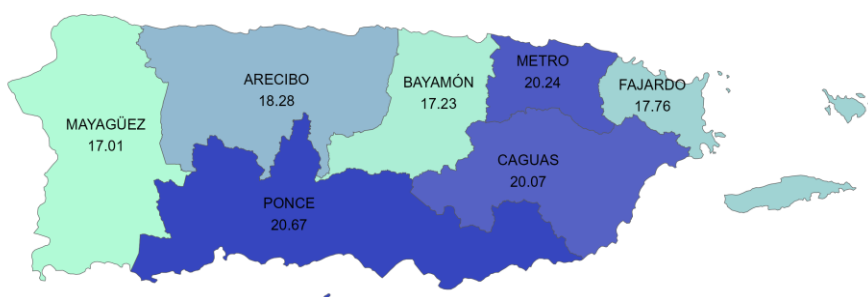 METRO
20.24
ARECIBO
18.28
BAYAMÓN
17.23
FAJARDO
17.76
MAYAGÜEZ
17.01
CAGUAS
20.07
PONCE
20.67